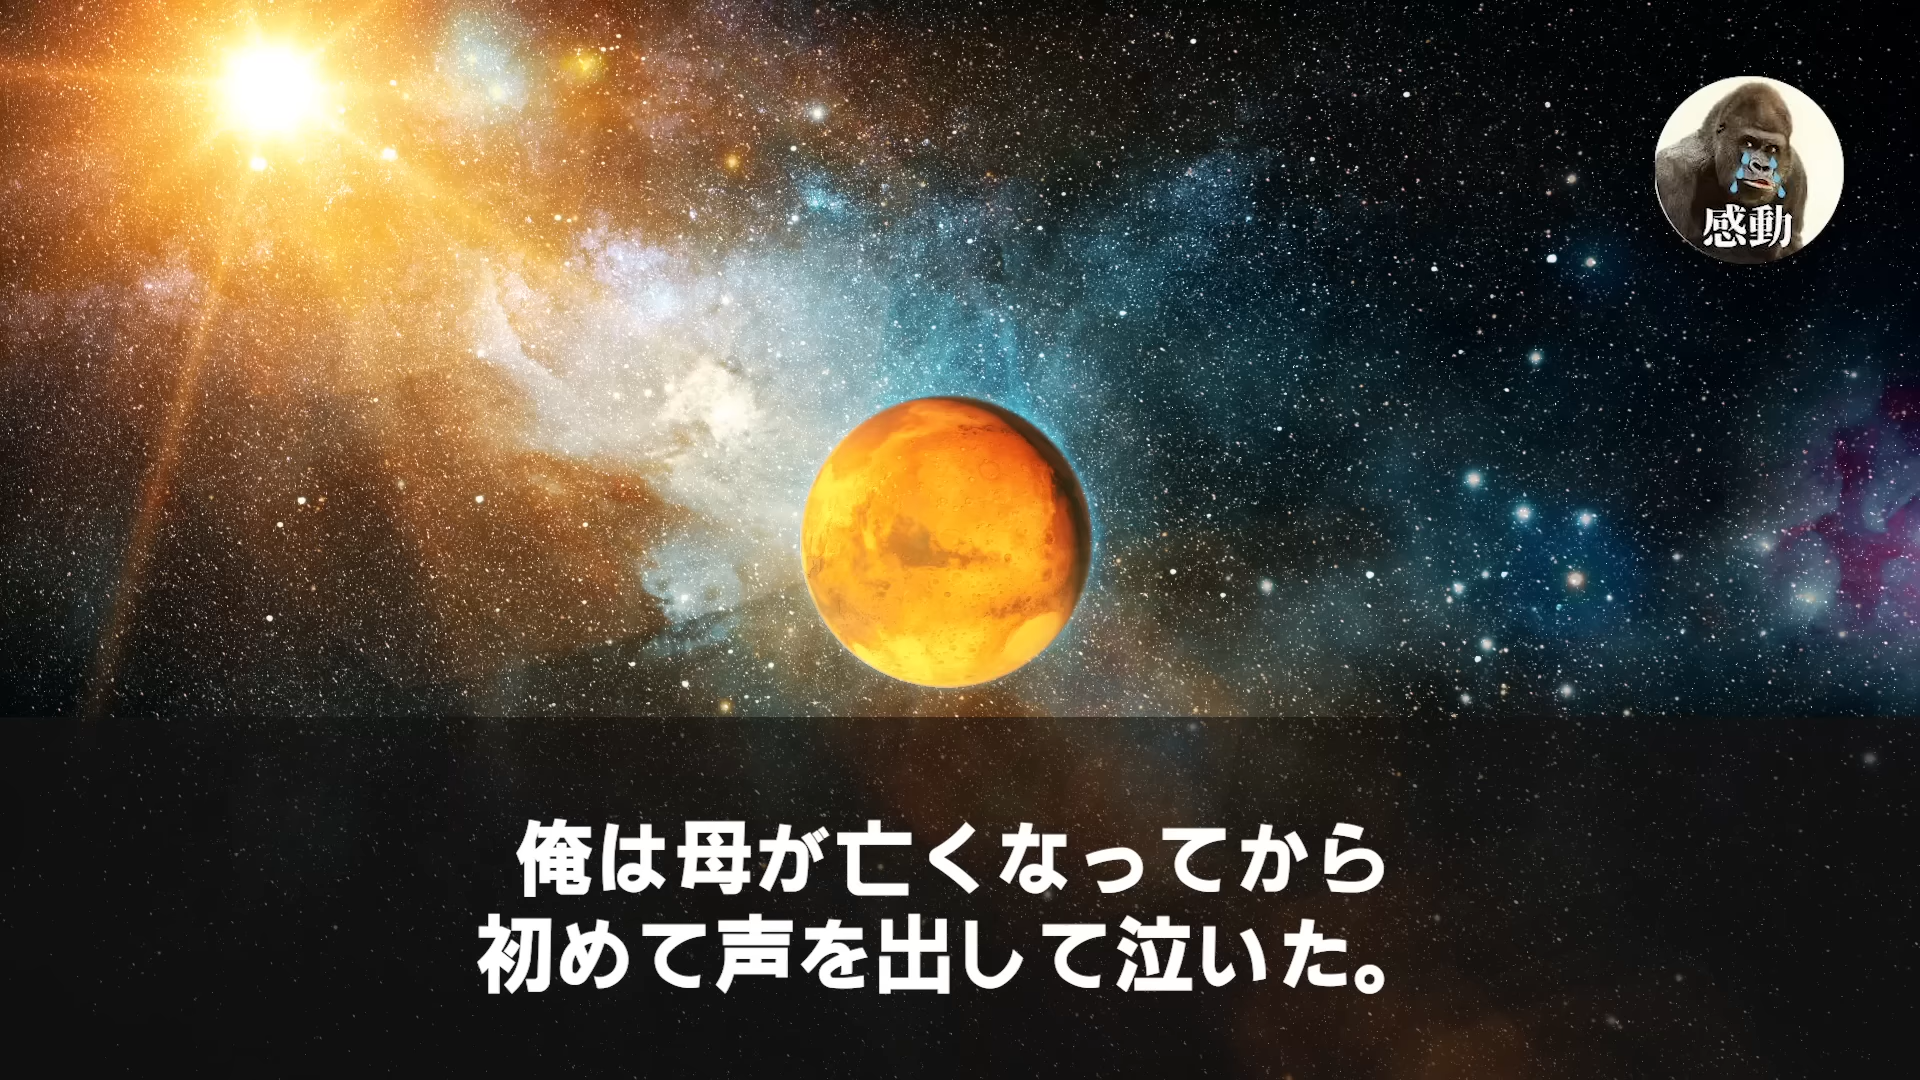 感動
俺は母が亡くなってから
初めて声を出して泣いた。